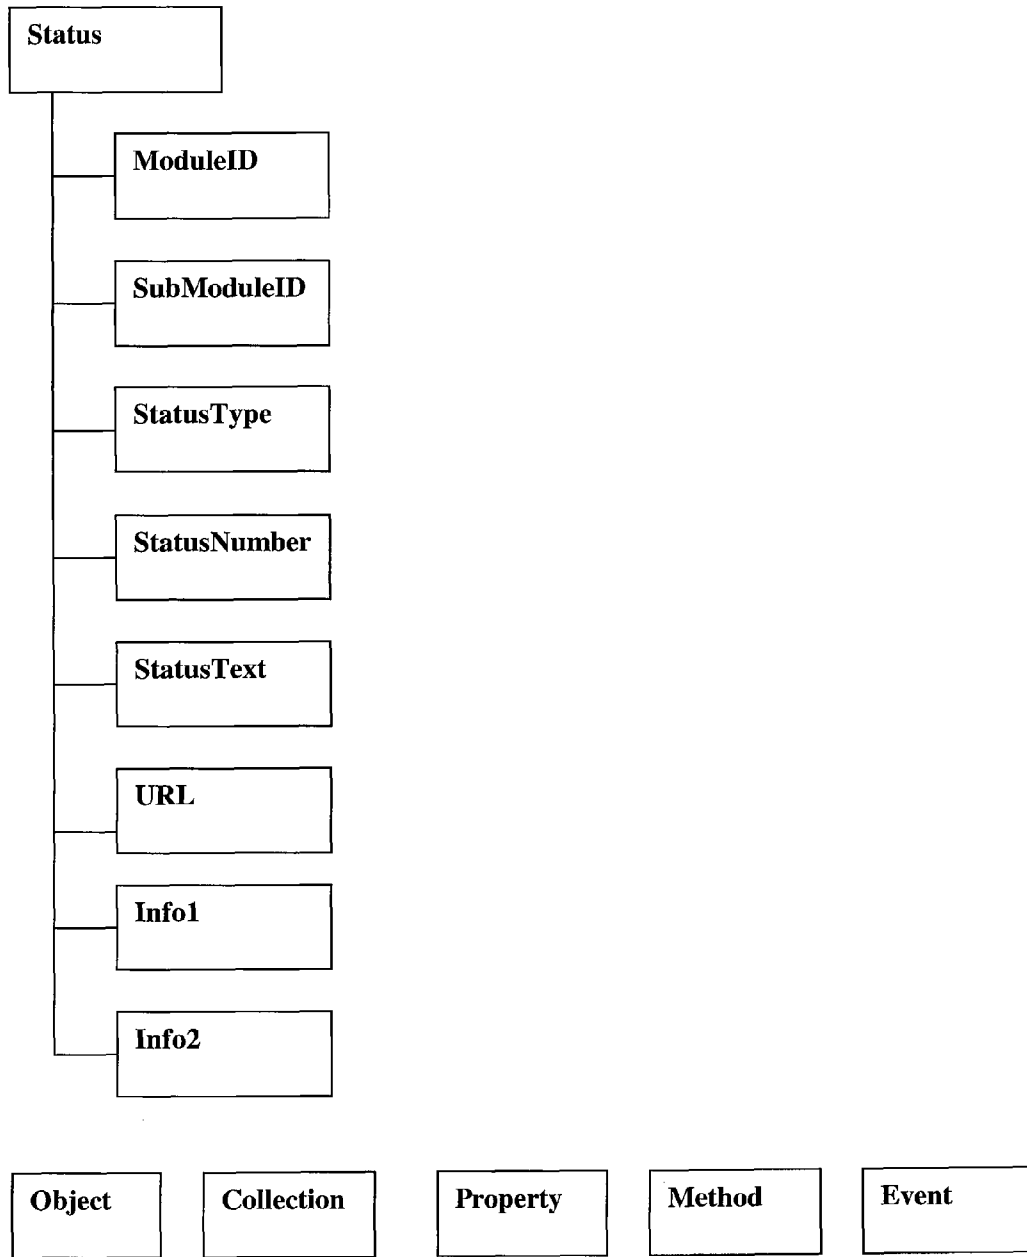 Status
ModuleID
SubModuleID
StatusType
StatusNumber
StatusText
URL
Info1
Info2
Object Collection Property Method Event